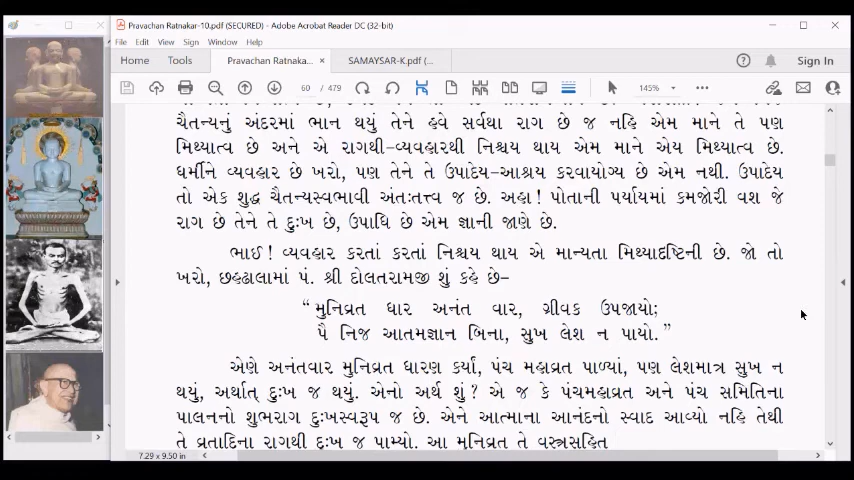 Pravachan Ratnakar-10.pdf (SECURED) - Adobe Acrobat Reader DC (32-bit)
File Edit View Sign Window Help
Home Tools Pravachan Ratnaka... × SAMAYSAR-K.pdf (... Sign In
60 / 479 145%
ચૈતન્યનું અંદરમાં ભાન થયું તેને હવે સર્વથા રાગ છે જ નહિ એમ માને તે પણ
મિથ્યાત્વ છે અને એ રાગથી-વ્યવહારથી નિશ્ચય થાય એમ માને એય મિથ્યાત્વ છે.
ધર્મીને વ્યવહાર છે ખરો, પણ તેને તે ઉપાદેય-આશ્રય કરવાયોગ્ય છે એમ નથી. ઉપાદેય
તો એક શુદ્ધ ચૈતન્યસ્વભાવી અંતઃતત્ત્વ જ છે. અહા! પોતાની પર્યાયમાં કમજોરી વશ જે
રાગ છે તેને તે દુઃખ છે, ઉપાધિ છે એમ જ્ઞાની જાણે છે.
ભાઈ! વ્યવહાર કરતાં કરતાં નિશ્ચય થાય એ માન્યતા મિથ્યાદષ્ટિની છે. જો તો
ખરો, છહઢાલામાં પં. શ્રી દોલતરામજી શું કહે છે-
“મુનિવ્રત ધાર અનંત વાર, ગ્રીવક ઉપજાયો;
પૈ નિજ આતમજ્ઞાન બિના, સુખ લેશ ન પાયો.”
એણે અનંતવાર મુનિવ્રત ધારણ કર્યાં, પંચ મહાવ્રત પાળ્યાં, પણ લેશમાત્ર સુખ ન
થયું, અર્થાત્ દુઃખ જ થયું. એનો અર્થ શું? એ જ કે પંચમહાવ્રત અને પંચ સમિતિના
પાલનનો શુભરાગ દુઃખસ્વરૂપ જ છે. એને આત્માના આનંદનો સ્વાદ આવ્યો નહિ તેથી
તે વ્રતાદિના રાગથી દુઃખ જ પામ્યો. આ મુનિવ્રત તે વસ્ત્રસહિત
7.29 x 9.50 in